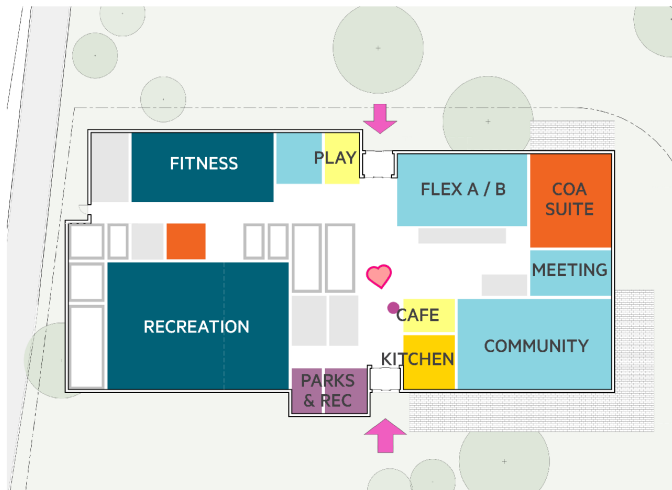 FITNESS
PLAY
FLEX A / B
COA
SUITE
MEETING
RECREATION
CAFE
COMMUNITY
KITCHEN
PARKS
& REC